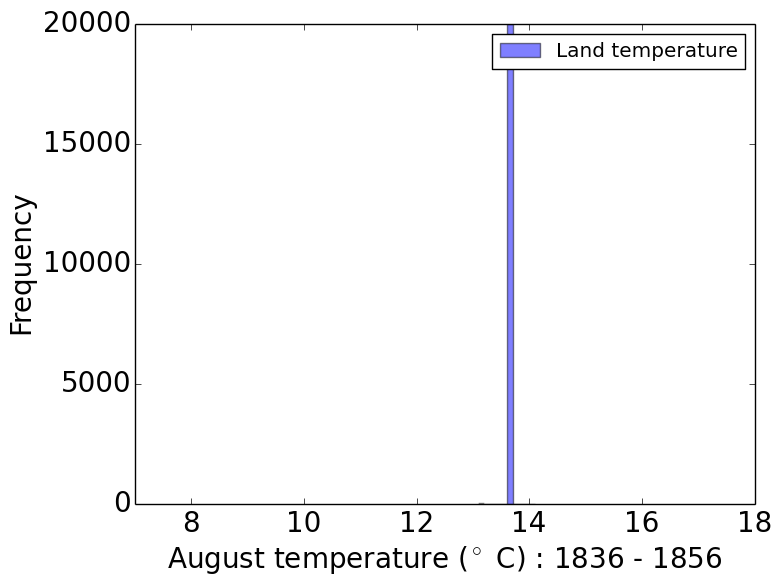 20000
15000
10000
5000
0
Frequency
Land temperature
8 10 12 14 16 18
August temperature (° C) : 1836 - 1856